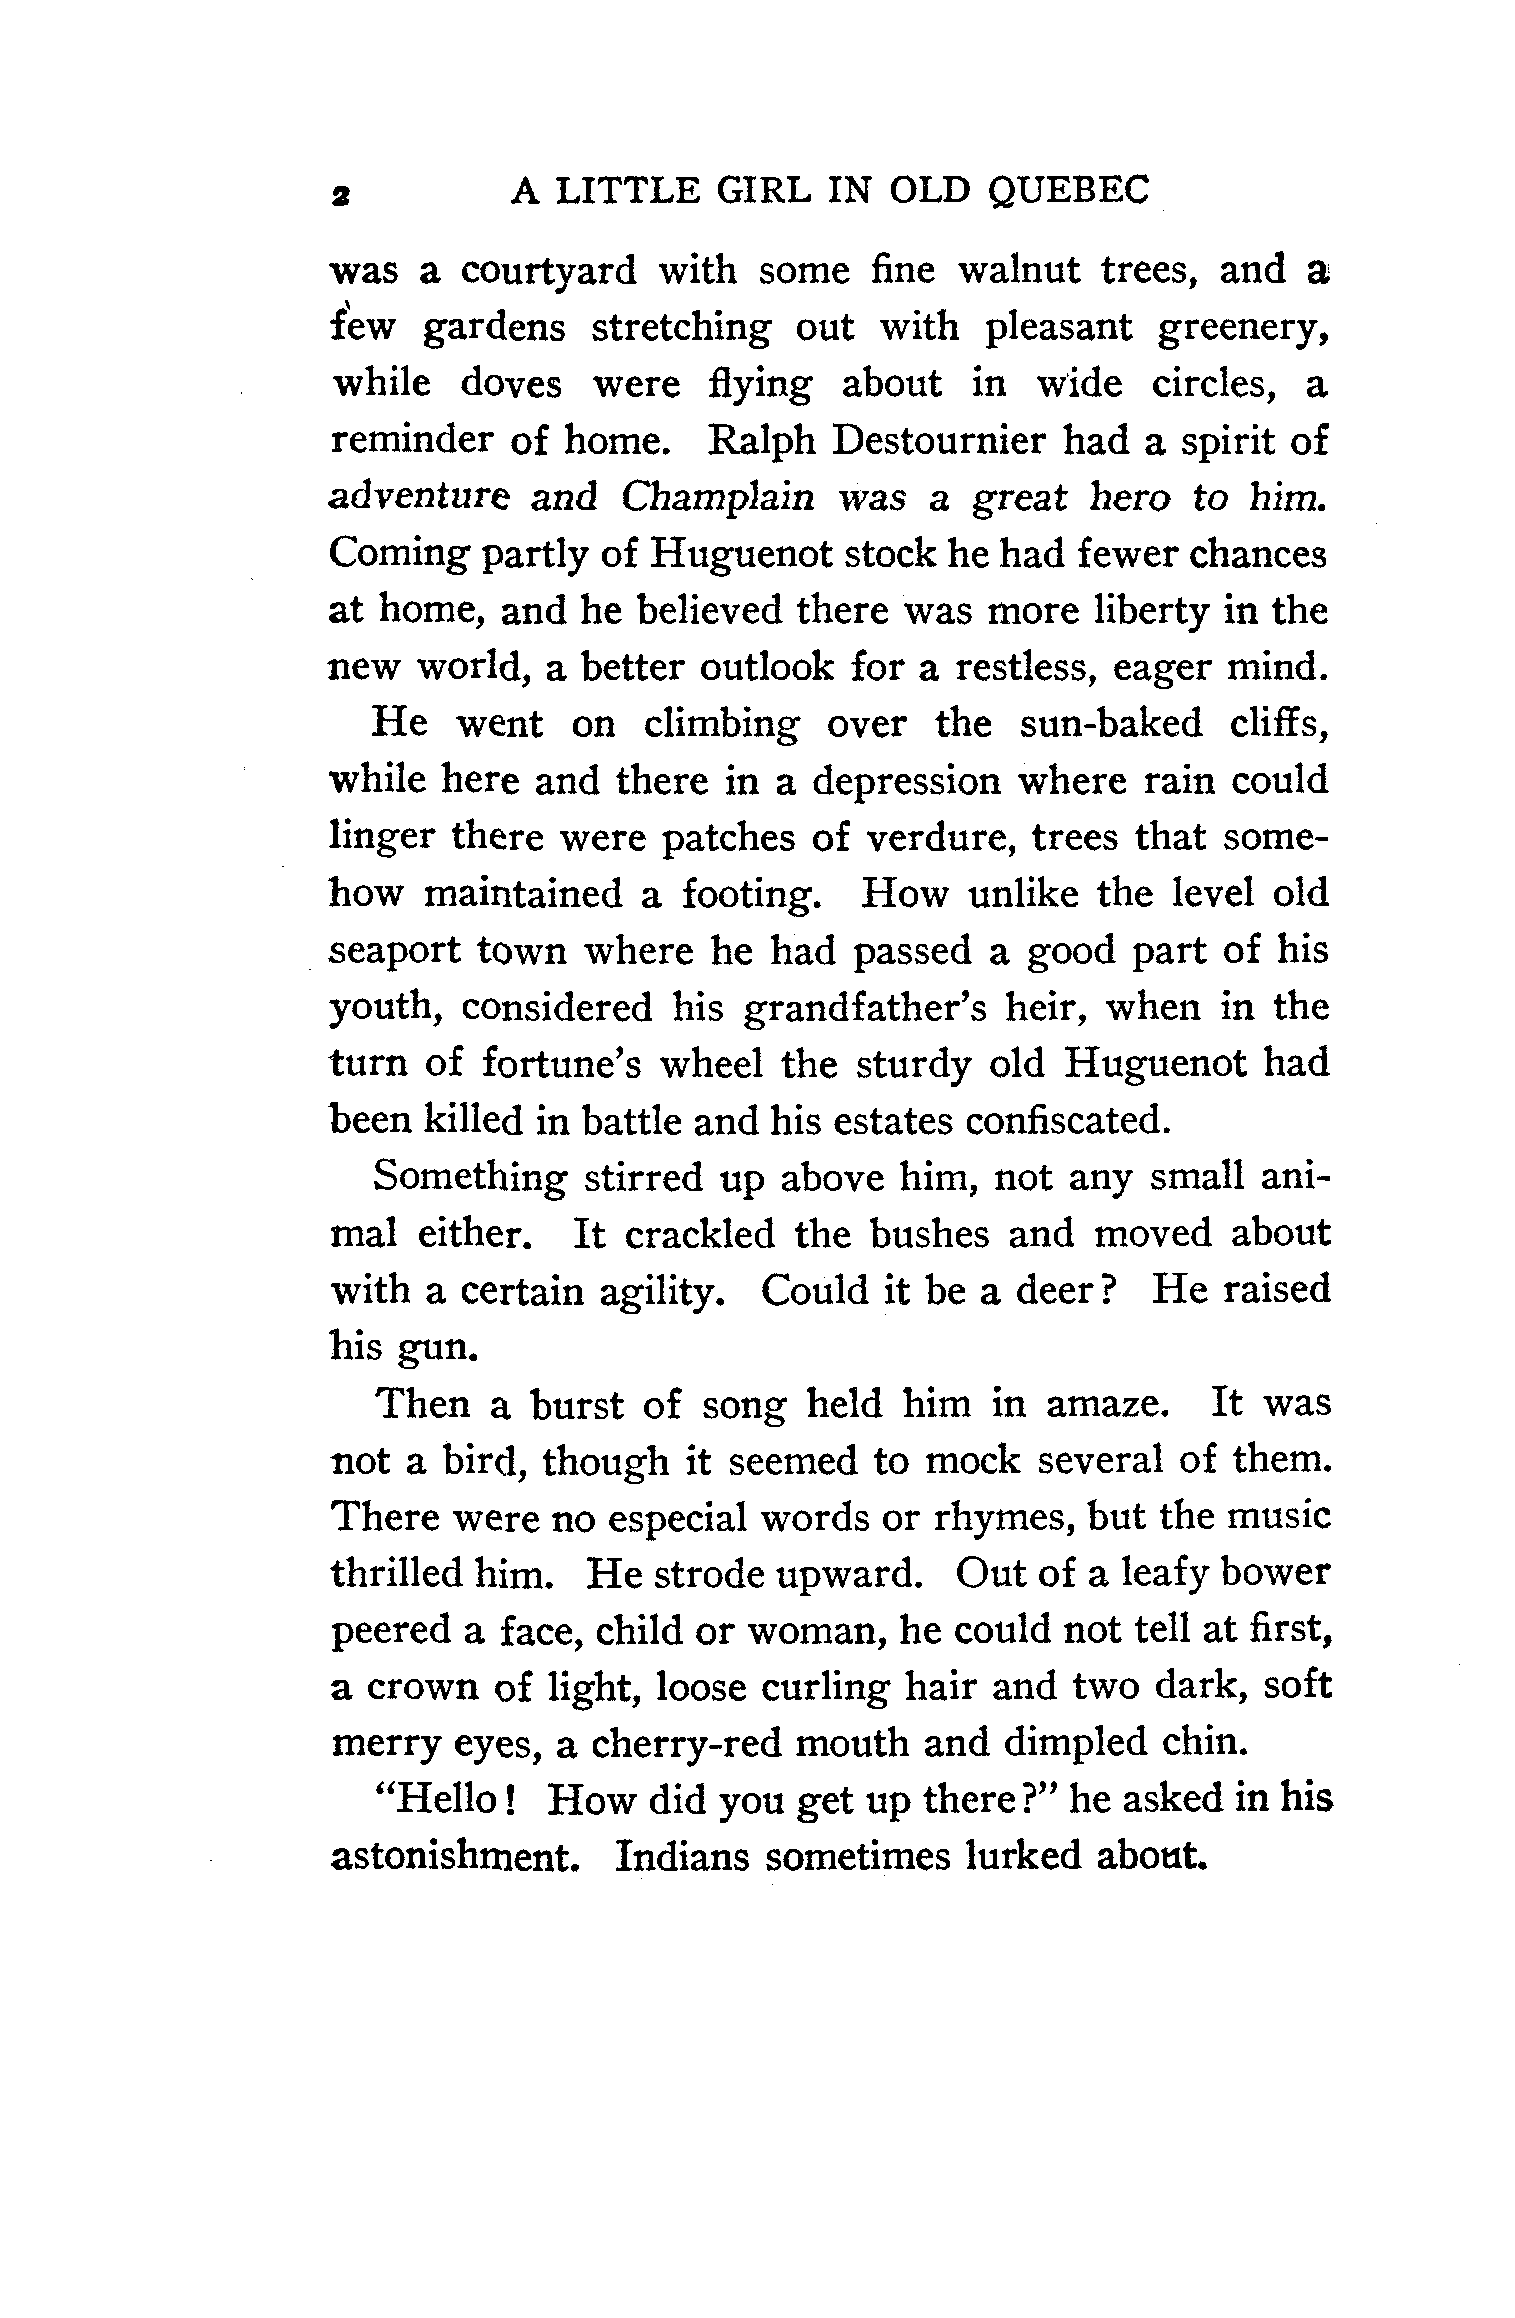 2 A LITTLE GIRL IN OLD QUEBEC
was a courtyard with some fine walnut trees, and a
few gardens stretching out with pleasant greenery,
while doves were flying about in wide circles, a
reminder of home. Ralph Destournier had a spirit of
adventure and Champlain was a great hero to him.
Coming partly of Huguenot stock he had fewer chances
at home, and he believed there was more liberty in the
new world, a better outlook for a restless, eager mind.
He went on climbing over the sun-baked cliffs,
while here and there in a depression where rain could
linger there were patches of verdure, trees that some-
how maintained a footing. How unlike the level old
seaport town where he had passed a good part of his
youth, considered his grandfather's heir, when in the
turn of fortune's wheel the sturdy old Huguenot had
been killed in battle and his estates confiscated.
Something stirred up above him, not any small ani-
mal either. It crackled the bushes and moved about
with a certain agility. Could it be a deer? He raised
his gun.
Then a burst of song held him in amaze. It was
not a bird, though it seemed to mock several of them.
There were no especial words or rhymes, but the music
thrilled him. He strode upward. Out of a leafy bower
peered a face, child or woman, he could not tell at first,
a crown of light, loose curling hair and two dark, soft
merry eyes, a cherry-red mouth and dimpled chin.
"Hello! How did you get up there?" he asked in his
astonishment. Indians sometimes lurked about.